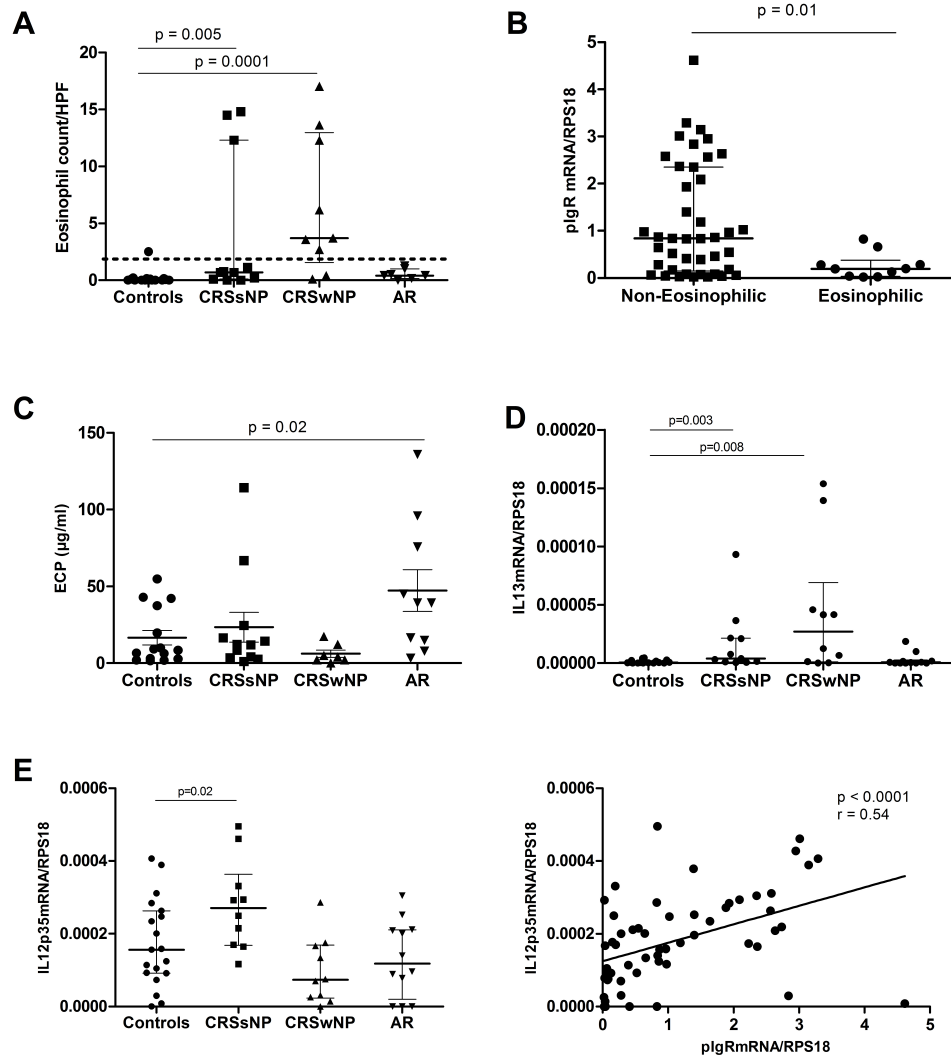 A
p = 0.005
p = 0.0001
Eosinophil count/HPF
20
15
10
5
0
Controls CRSsNP CRSwNP AR
B
p = 0.01
pIgR mRNA/RPS18
5
4
3
2
1
0
Non-Eosinophilic Eosinophilic
C
p = 0.02
ECP (µg/ml)
150
100
50
0
Controls CRSsNP CRSwNP AR
D
p=0.003
p=0.008
IL13mRNA/RPS18
0.00020
0.00015
0.00010
0.00005
0.00000
Controls CRSsNP CRSwNP AR
E
p=0.02
IL12p35mRNA/RPS18
0.0006
0.0004
0.0002
0.0000
Controls CRSsNP CRSwNP AR
p < 0.0001
r = 0.54
IL12p35mRNA/RPS18
0.0006
0.0004
0.0002
0.0000
0 1 2 3 4 5
pIgRmRNA/RPS18